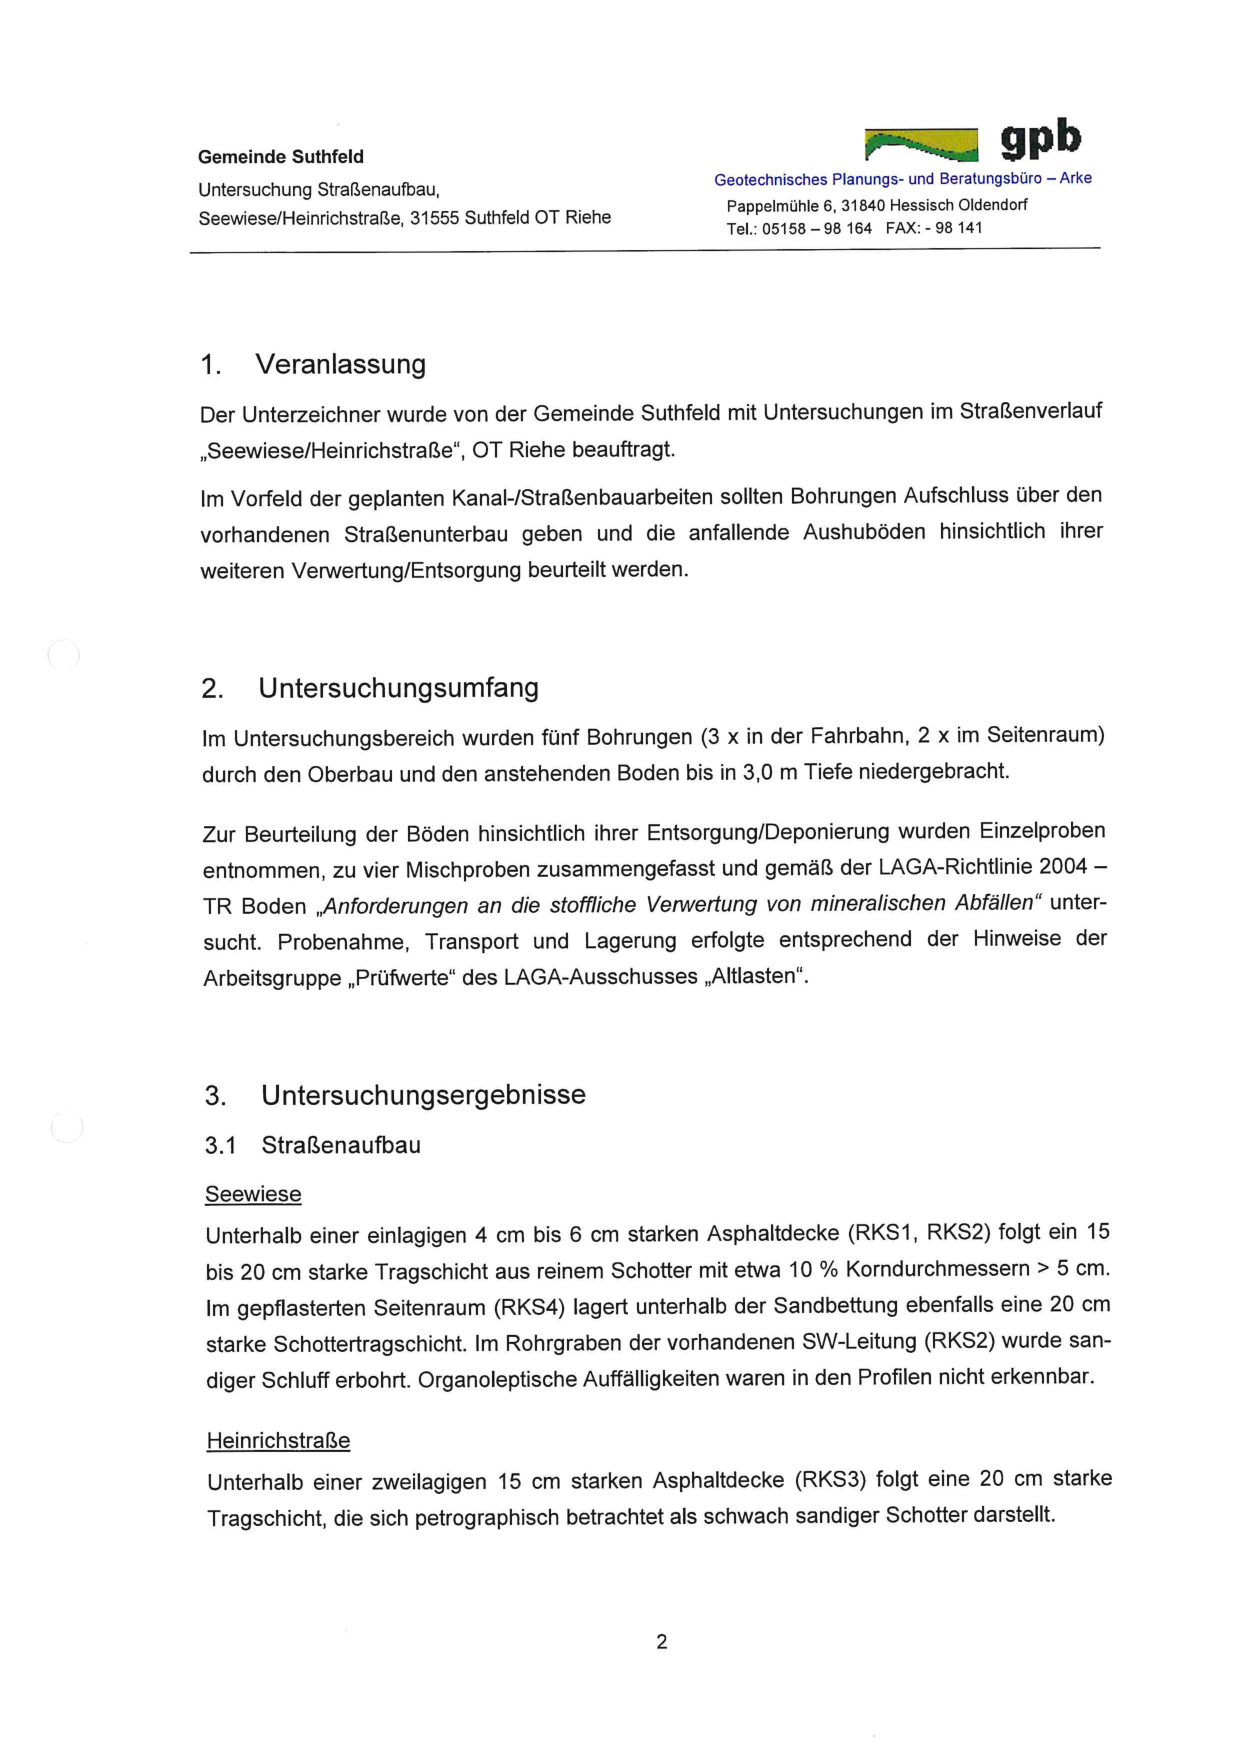 Gemeinde Suthfeld
Untersuchung Straßenaufbau,
Seewiese/Heinrichstraße, 31555 Suthfeld OT Riehe
gpb
Geotechnisches Planungs- und Beratungsbüro – Arke
Pappelmühle 6, 31840 Hessisch Oldendorf
Tel.: 05158 – 98 164 FAX: - 98 141
1. Veranlassung
Der Unterzeichner wurde von der Gemeinde Suthfeld mit Untersuchungen im Straßenverlauf
„Seewiese/Heinrichstraße“, OT Riehe beauftragt.
Im Vorfeld der geplanten Kanal-/Straßenbauarbeiten sollten Bohrungen Aufschluss über den
vorhandenen Straßenunterbau geben und die anfallende Aushuböden hinsichtlich ihrer
weiteren Verwertung/Entsorgung beurteilt werden.
2. Untersuchungsumfang
Im Untersuchungsbereich wurden fünf Bohrungen (3 x in der Fahrbahn, 2 x im Seitenraum)
durch den Oberbau und den anstehenden Boden bis in 3,0 m Tiefe niedergebracht.
Zur Beurteilung der Böden hinsichtlich ihrer Entsorgung/Deponierung wurden Einzelproben
entnommen, zu vier Mischproben zusammengefasst und gemäß der LAGA-Richtlinie 2004 –
TR Boden „Anforderungen an die stoffliche Verwertung von mineralischen Abfällen“ unter-
sucht. Probenahme, Transport und Lagerung erfolgte entsprechend der Hinweise der
Arbeitsgruppe „Prüfwerte“ des LAGA-Ausschusses „Altlasten“.
3. Untersuchungsergebnisse
3.1 Straßenaufbau
Seewiese
Unterhalb einer einlagigen 4 cm bis 6 cm starken Asphaltdecke (RKS1, RKS2) folgt ein 15
bis 20 cm starke Tragschicht aus reinem Schotter mit etwa 10 % Korndurchmessern > 5 cm.
Im gepflasterten Seitenraum (RKS4) lagert unterhalb der Sandbettung ebenfalls eine 20 cm
starke Schottertragschicht. Im Rohrgraben der vorhandenen SW-Leitung (RKS2) wurde san-
diger Schluff erbohrt. Organoleptische Auffälligkeiten waren in den Profilen nicht erkennbar.
Heinrichstraße
Unterhalb einer zweilagigen 15 cm starken Asphaltdecke (RKS3) folgt eine 20 cm starke
Tragschicht, die sich petrographisch betrachtet als schwach sandiger Schotter darstellt.
2